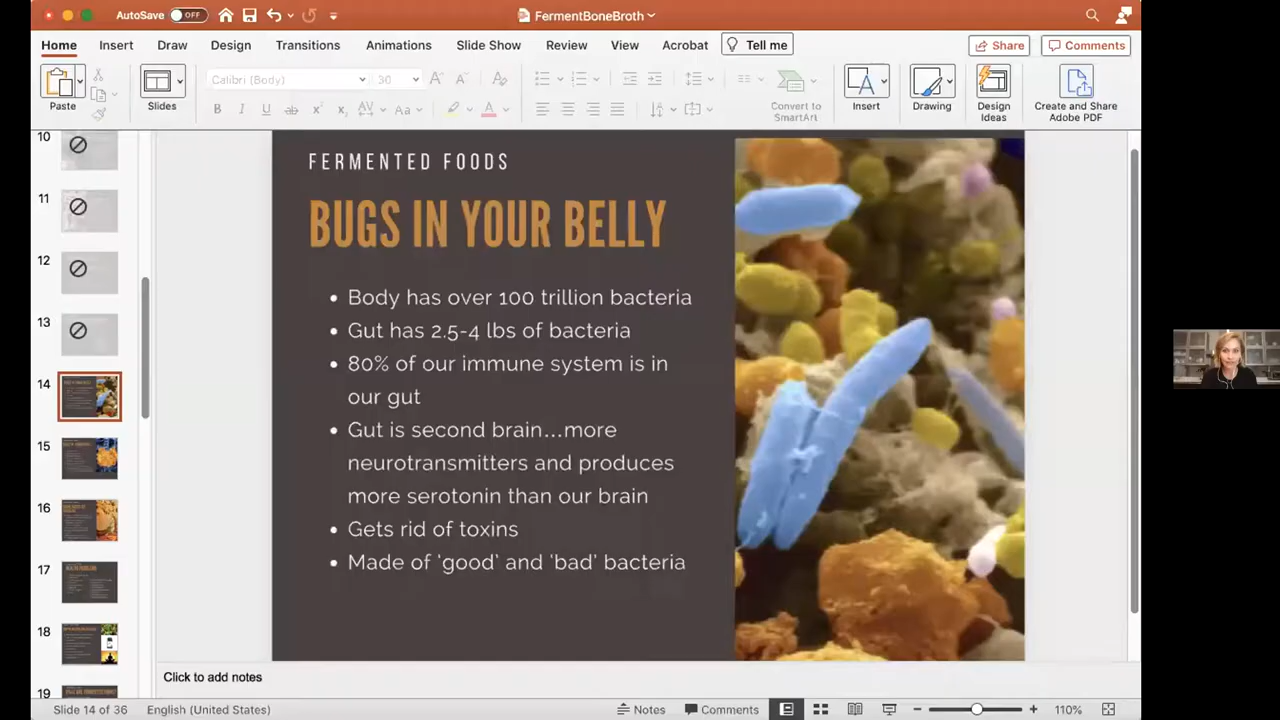 AutoSave OFF FermentBoneBroth
Home Insert Draw Design Transitions Animations Slide Show Review View Acrobat Tell me Share Comments
Calibri (Body) 30
Paste Slides Convert to SmartArt Insert Drawing Design Ideas Create and Share Adobe PDF
10
11
12
13
14
15
16
17
18
19
FERMENTED FOODS
BUGS IN YOUR BELLY
• Body has over 100 trillion bacteria
• Gut has 2.5-4 lbs of bacteria
• 80% of our immune system is in
our gut
• Gut is second brain...more
neurotransmitters and produces
more serotonin than our brain
• Gets rid of toxins
• Made of 'good' and 'bad' bacteria
Click to add notes
Slide 14 of 36 English (United States) Notes Comments 110%